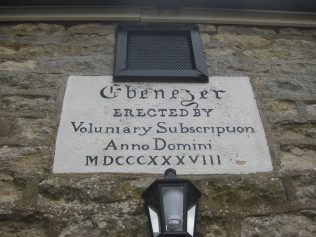 Ebenezer
ERECTED BY
Voluntary Subscription
Anno Domini
MDCCCXXXVIII